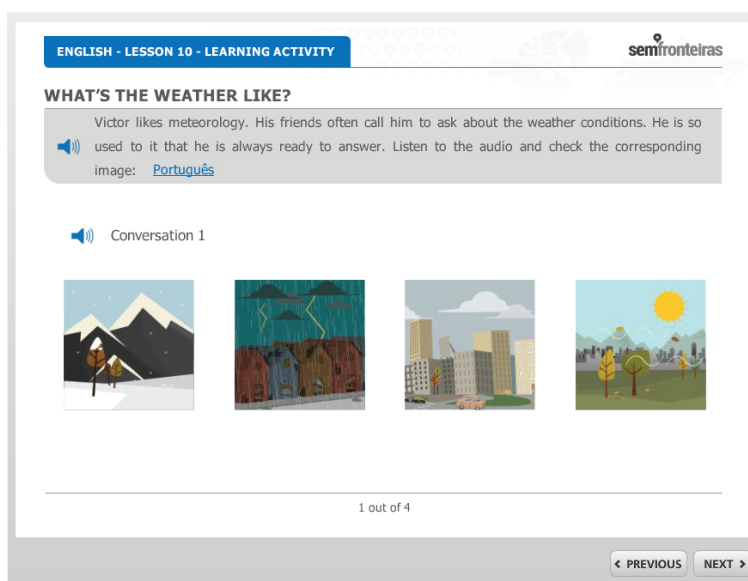 ENGLISH - LESSON 10 - LEARNING ACTIVITY
semfronteiras
WHAT'S THE WEATHER LIKE?
Victor likes meteorology. His friends often call him to ask about the weather conditions. He is so
used to it that he is always ready to answer. Listen to the audio and check the corresponding
image: Português
Conversation 1
1 out of 4
PREVIOUS
NEXT